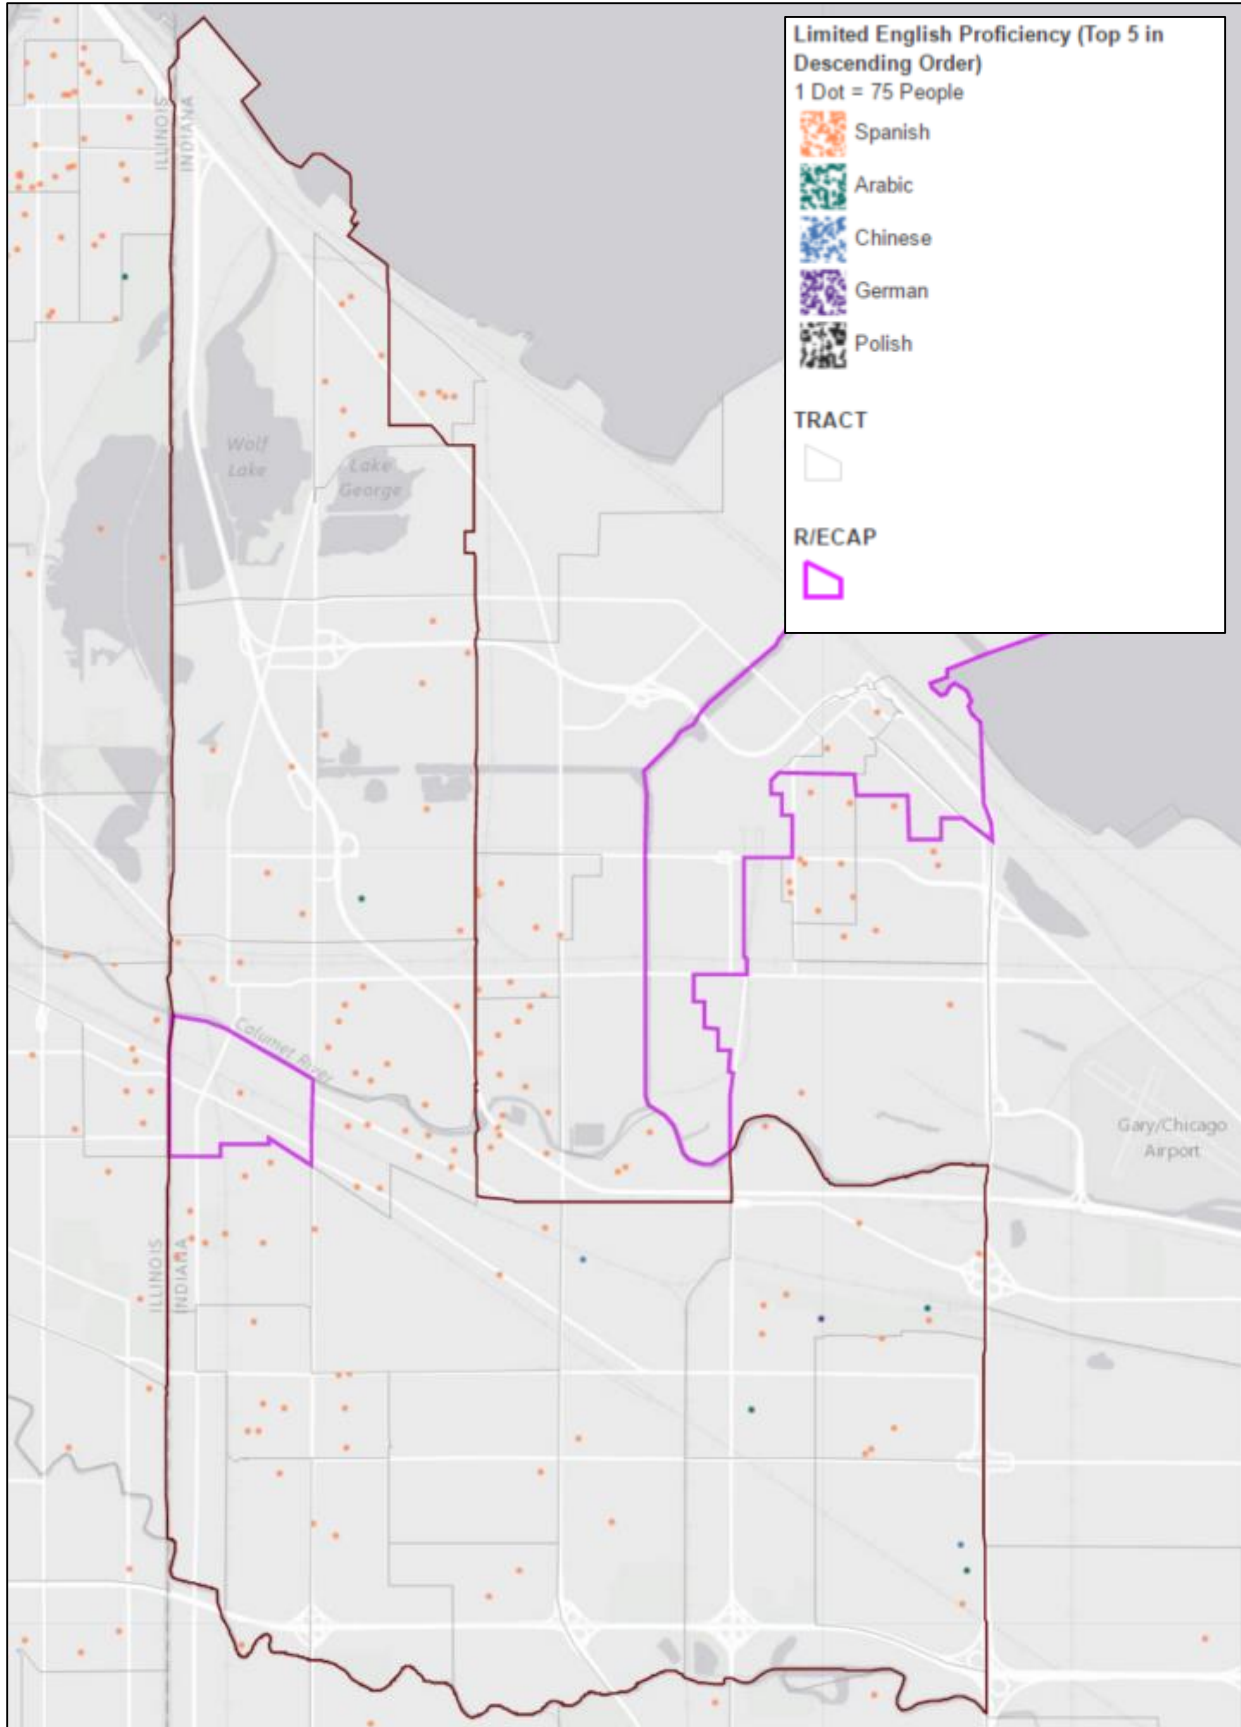 Limited English Proficiency (Top 5 in
Descending Order)
1 Dot = 75 People
Spanish
Arabic
Chinese
German
Polish
TRACT
R/ECAP
ILLINOIS
INDIANA
Wolf
Lake
Lake
George
Calumet River
Gary/Chicago
Airport
ILLINOIS
INDIANA